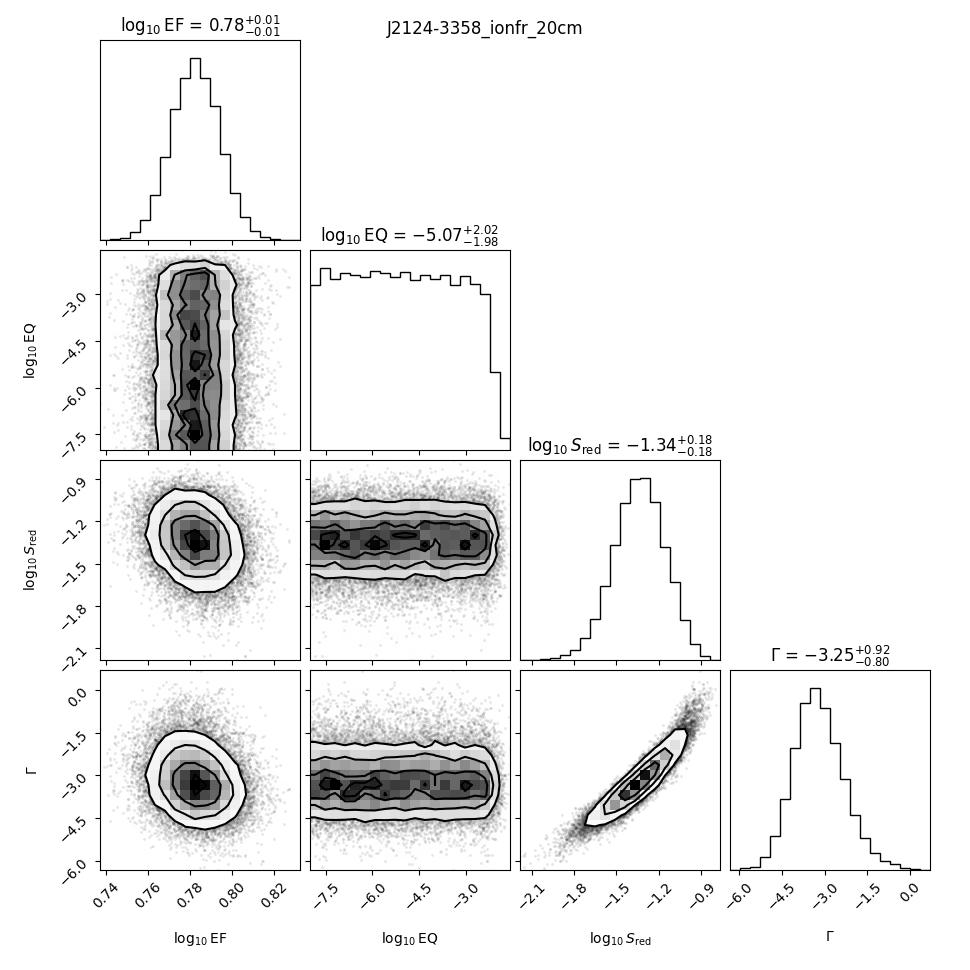 J2124-3358_ionfr_20cm
log₁₀ EF = 0.78 +0.01 −0.01
log₁₀ EQ = −5.07 +2.02 −1.98
−3.0
−4.5
−6.0
−7.5
log₁₀ EQ
log₁₀ S_red = −1.34 +0.18 −0.18
−0.9
−1.2
−1.5
−1.8
−2.1
log₁₀ S_red
Γ = −3.25 +0.92 −0.80
0.0
−1.5
−3.0
−4.5
−6.0
Γ
0.74 0.76 0.78 0.80 0.82
log₁₀ EF
−7.5 −6.0 −4.5 −3.0
log₁₀ EQ
−2.1 −1.8 −1.5 −1.2 −0.9
log₁₀ S_red
−6.0 −4.5 −3.0 −1.5 0.0
Γ